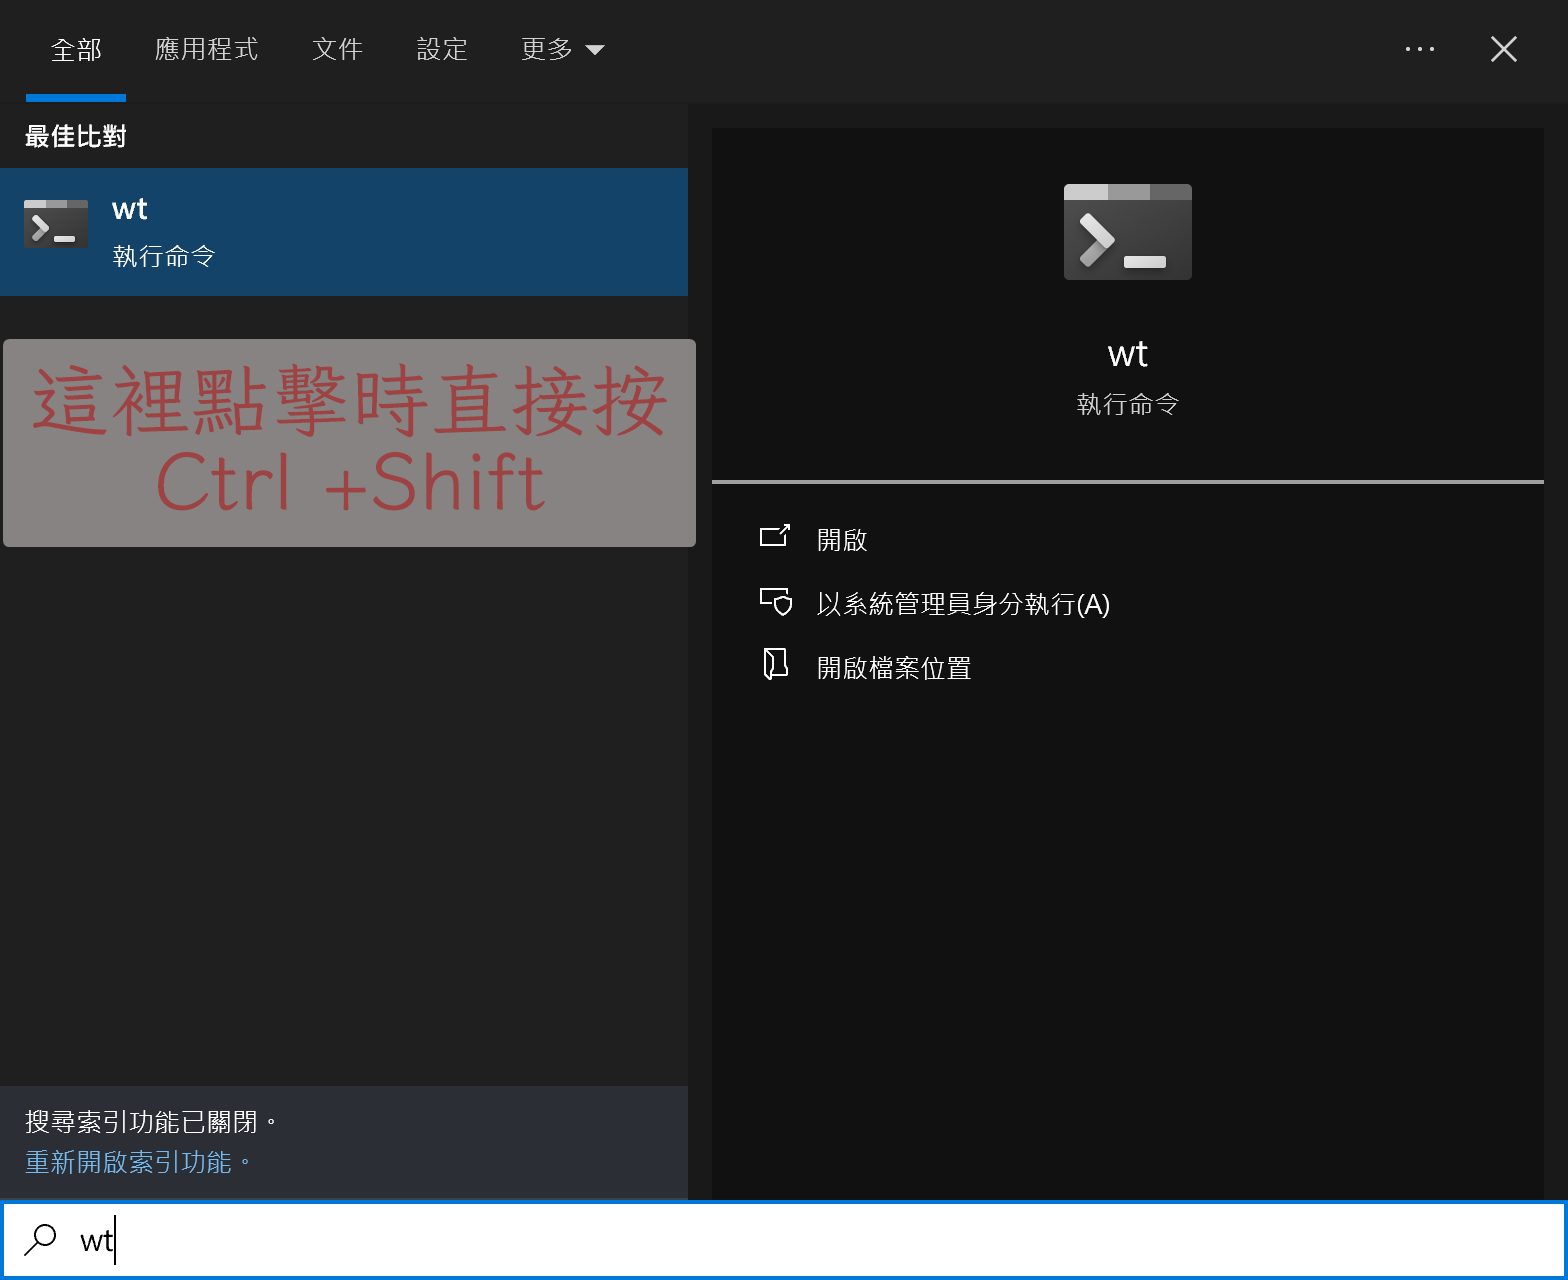 全部 應用程式 文件 設定 更多
最佳比對
wt
執行命令
這裡點擊時直接按
Ctrl +Shift
wt
執行命令
開啟
以系統管理員身分執行(A)
開啟檔案位置
搜尋索引功能已關閉。
重新開啟索引功能。
wt